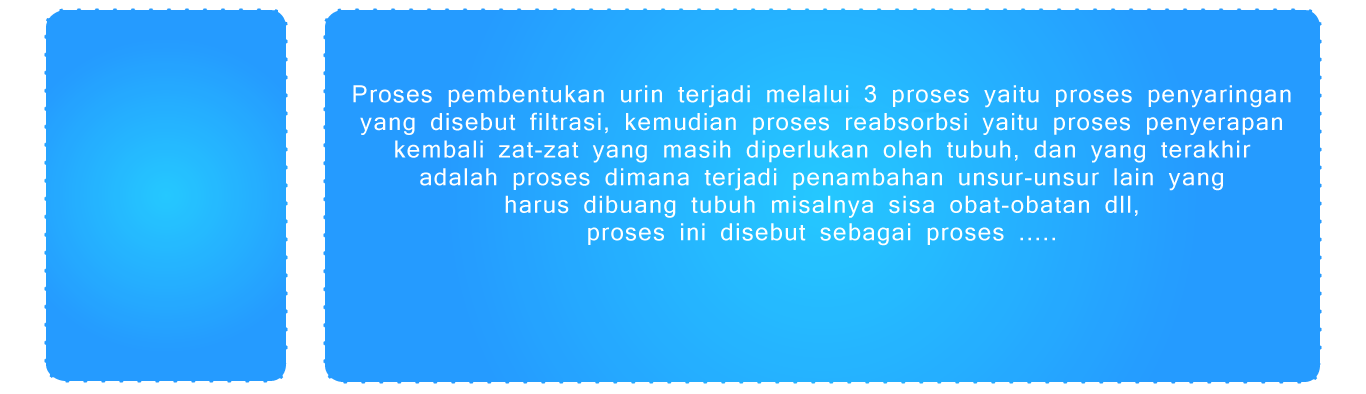 Proses pembentukan urin terjadi melalui 3 proses yaitu proses penyaringan
yang disebut filtrasi, kemudian proses reabsorbsi yaitu proses penyerapan
kembali zat-zat yang masih diperlukan oleh tubuh, dan yang terakhir
adalah proses dimana terjadi penambahan unsur-unsur lain yang
harus dibuang tubuh misalnya sisa obat-obatan dll,
proses ini disebut sebagai proses .....